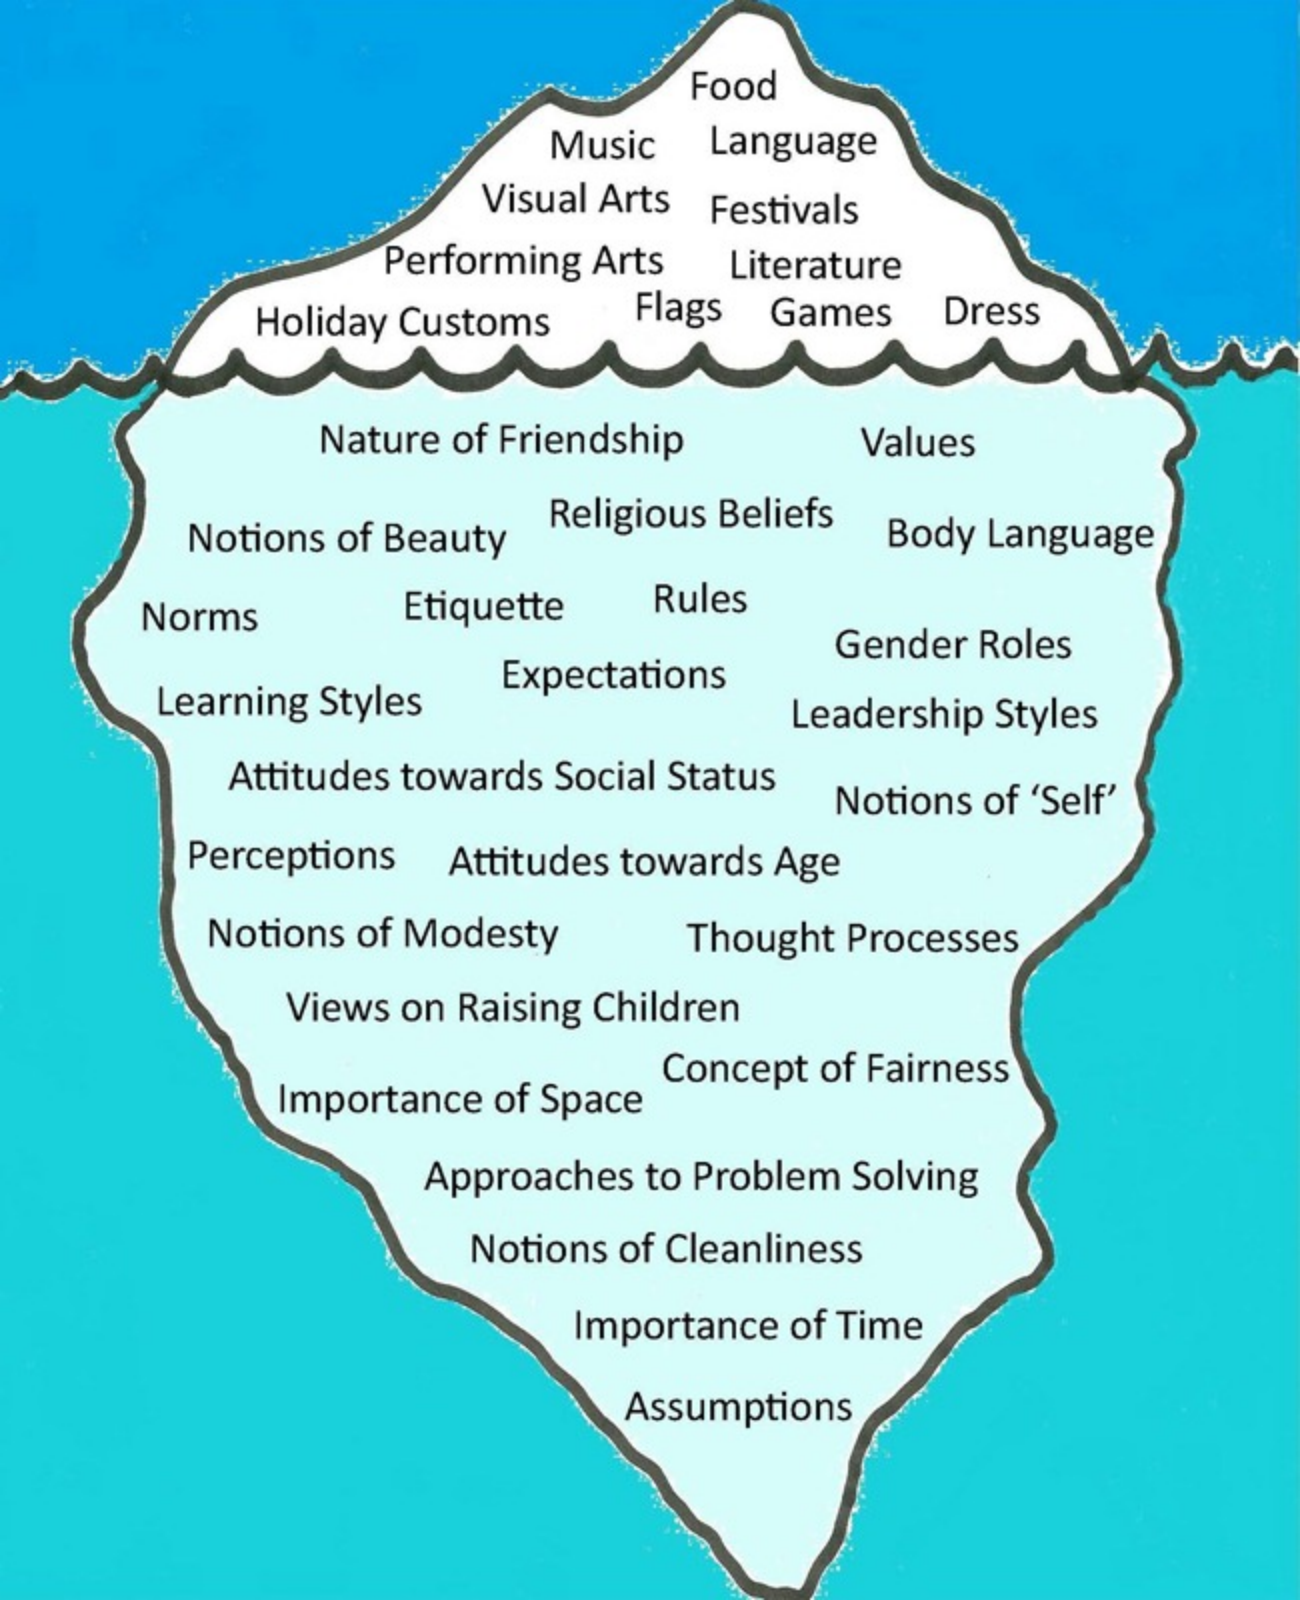 Food
Music Language
Visual Arts Festivals
Performing Arts Literature
Holiday Customs Flags Games Dress
Nature of Friendship Values
Notions of Beauty Religious Beliefs Body Language
Norms Etiquette Rules
Gender Roles
Learning Styles Expectations
Leadership Styles
Attitudes towards Social Status
Notions of ‘Self’
Perceptions Attitudes towards Age
Notions of Modesty Thought Processes
Views on Raising Children
Concept of Fairness
Importance of Space
Approaches to Problem Solving
Notions of Cleanliness
Importance of Time
Assumptions